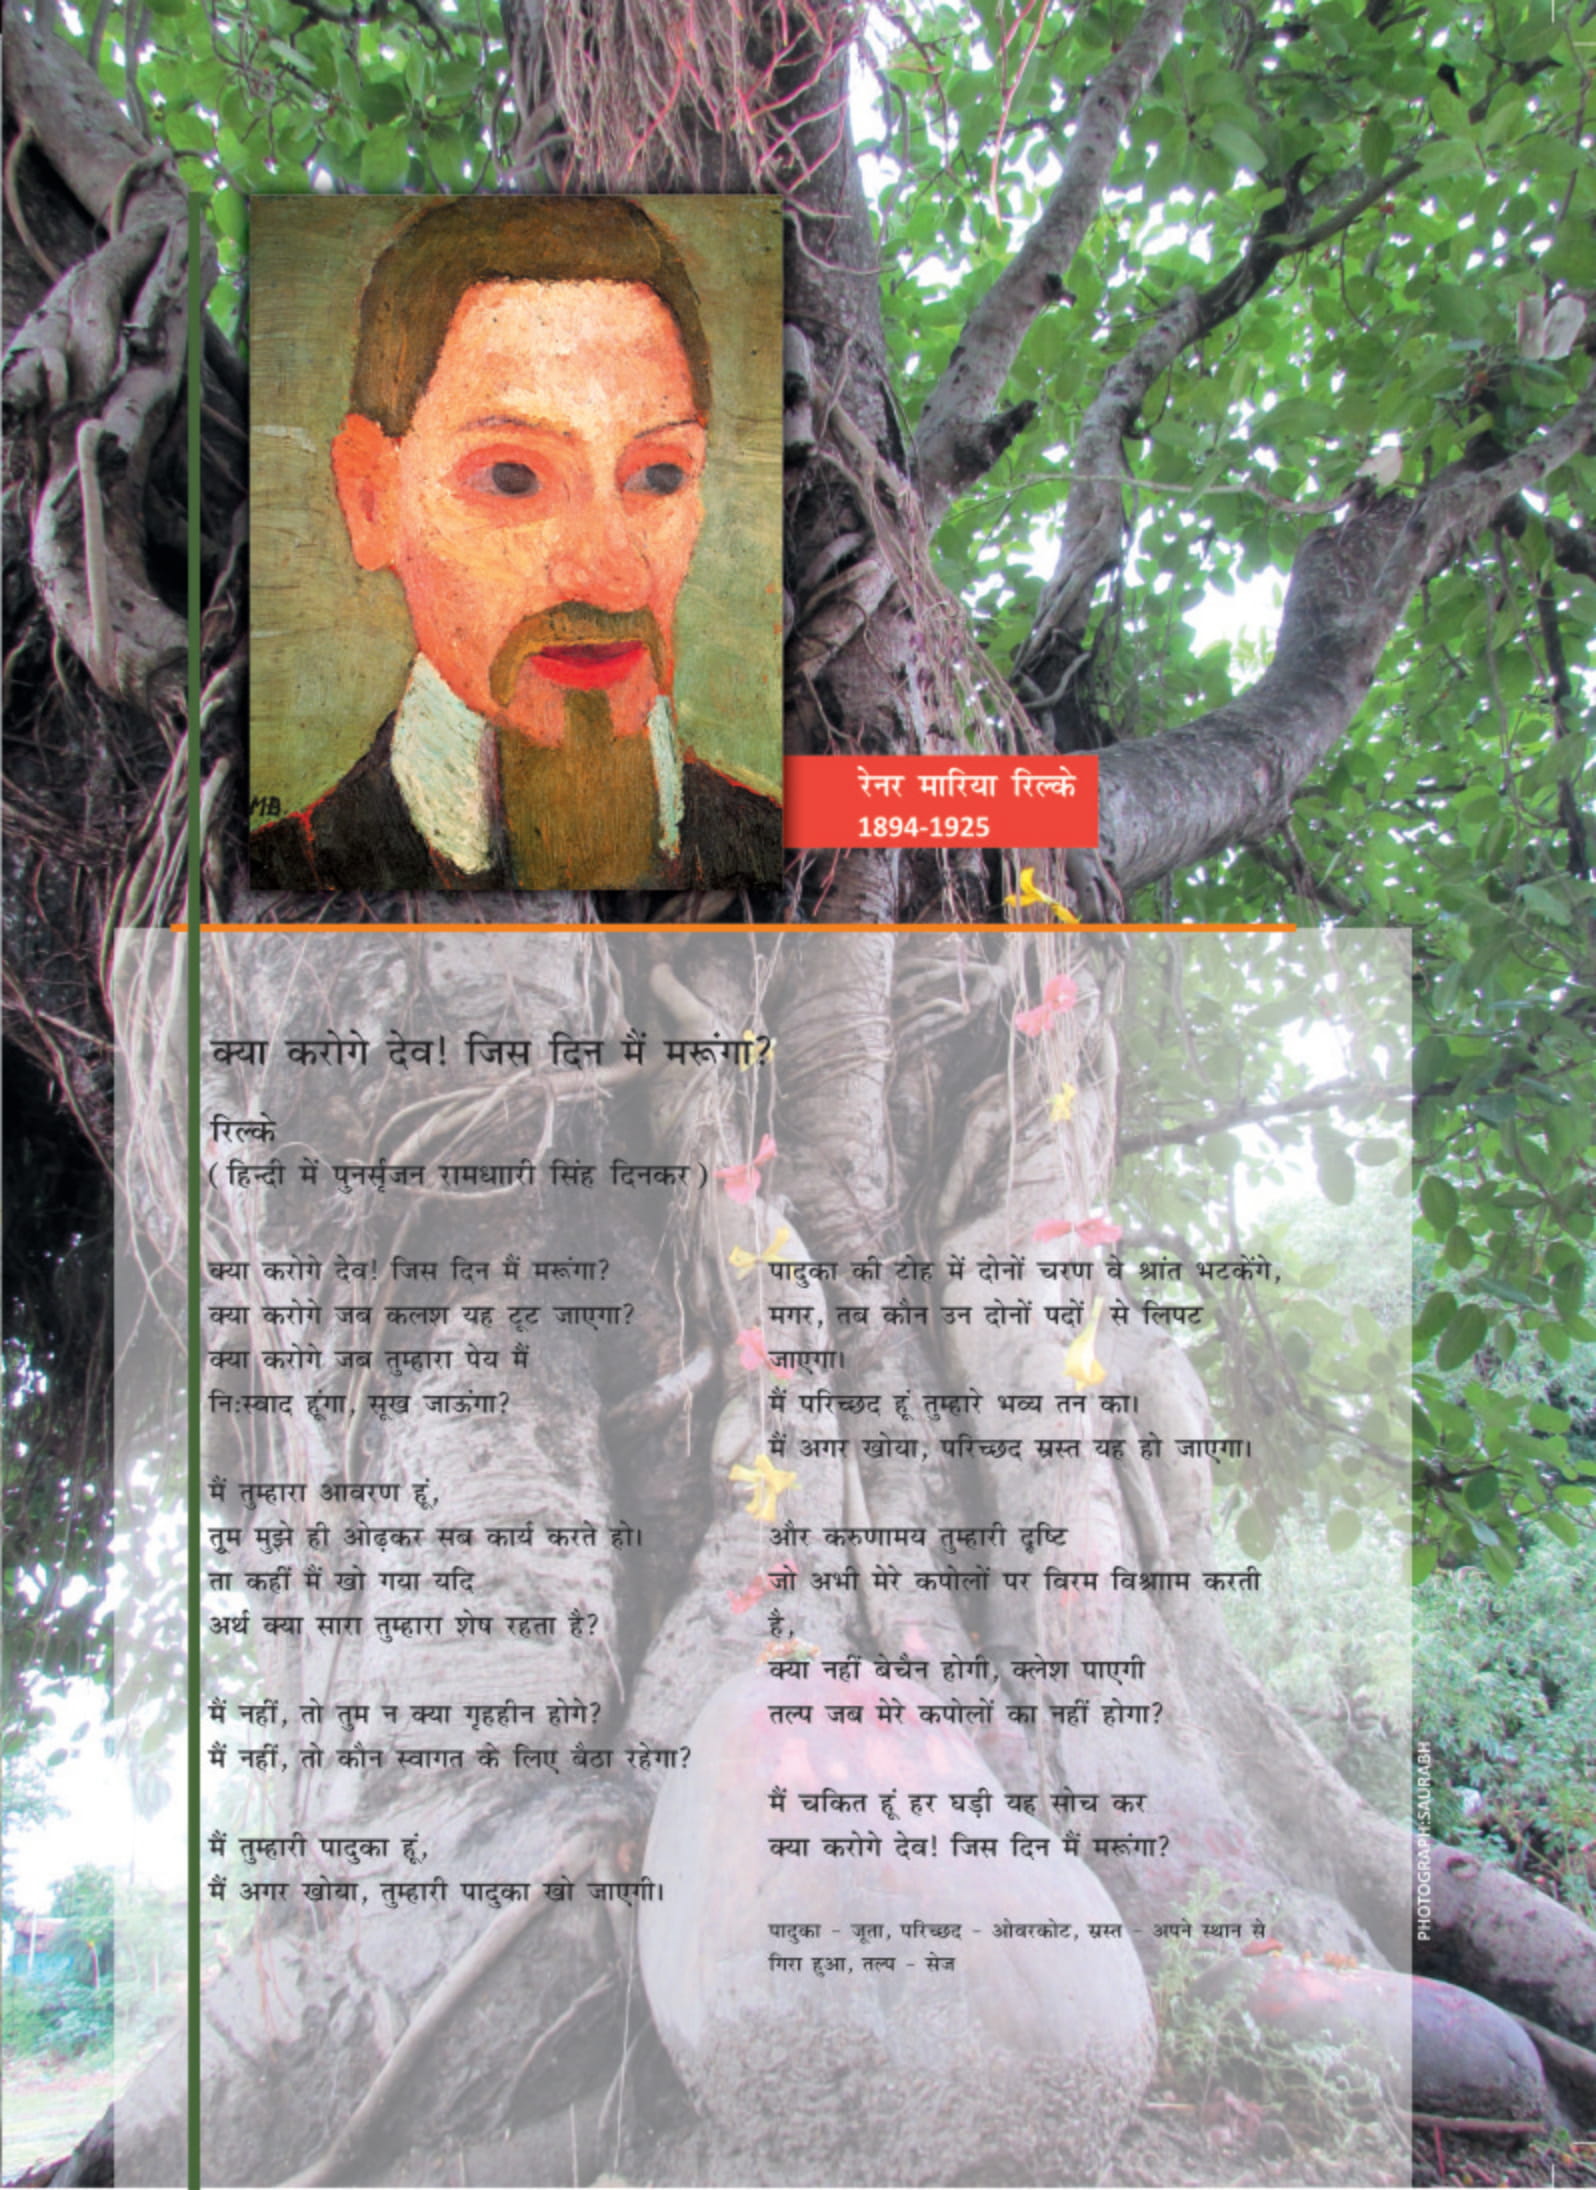 MB
रेनर मारिया रिल्के
1894-1925
क्या करोगे देव! जिस दिन मैं मरूंगा?
रिल्के
( हिन्दी में पुनर्सृजन रामधाारी सिंह दिनकर )
क्या करोगे देव! जिस दिन मैं मरूंगा?
क्या करोगे जब कलश यह टूट जाएगा?
क्या करोगे जब तुम्हारा पेय मैं
नि:स्वाद हूंगा, सूख जाऊंगा?
मैं तुम्हारा आवरण हूं,
तुम मुझे ही ओढ़कर सब कार्य करते हो।
ता कहीं मैं खो गया यदि
अर्थ क्या सारा तुम्हारा शेष रहता है?
मैं नहीं, तो तुम न क्या गृहहीन होगे?
मैं नहीं, तो कौन स्वागत के लिए बैठा रहेगा?
मैं तुम्हारी पादुका हूं,
मैं अगर खोया, तुम्हारी पादुका खो जाएगी।
पादुका की टोह में दोनों चरण वे श्रांत भटकेंगे,
मगर, तब कौन उन दोनों पदों से लिपट
जाएगा।
मैं परिच्छद हूं तुम्हारे भव्य तन का।
मैं अगर खोया, परिच्छद स्रस्त यह हो जाएगा।
और करुणामय तुम्हारी दृष्टि
जो अभी मेरे कपोलों पर विरम विश्रााम करती
है,
क्या नहीं बेचैन होगी, क्लेश पाएगी
तल्प जब मेरे कपोलों का नहीं होगा?
मैं चकित हूं हर घड़ी यह सोच कर
क्या करोगे देव! जिस दिन मैं मरूंगा?
पादुका - जूता, परिच्छद - ओवरकोट, स्रस्त - अपने स्थान से
गिरा हुआ, तल्प - सेज
PHOTOGRAPH:SAURABH